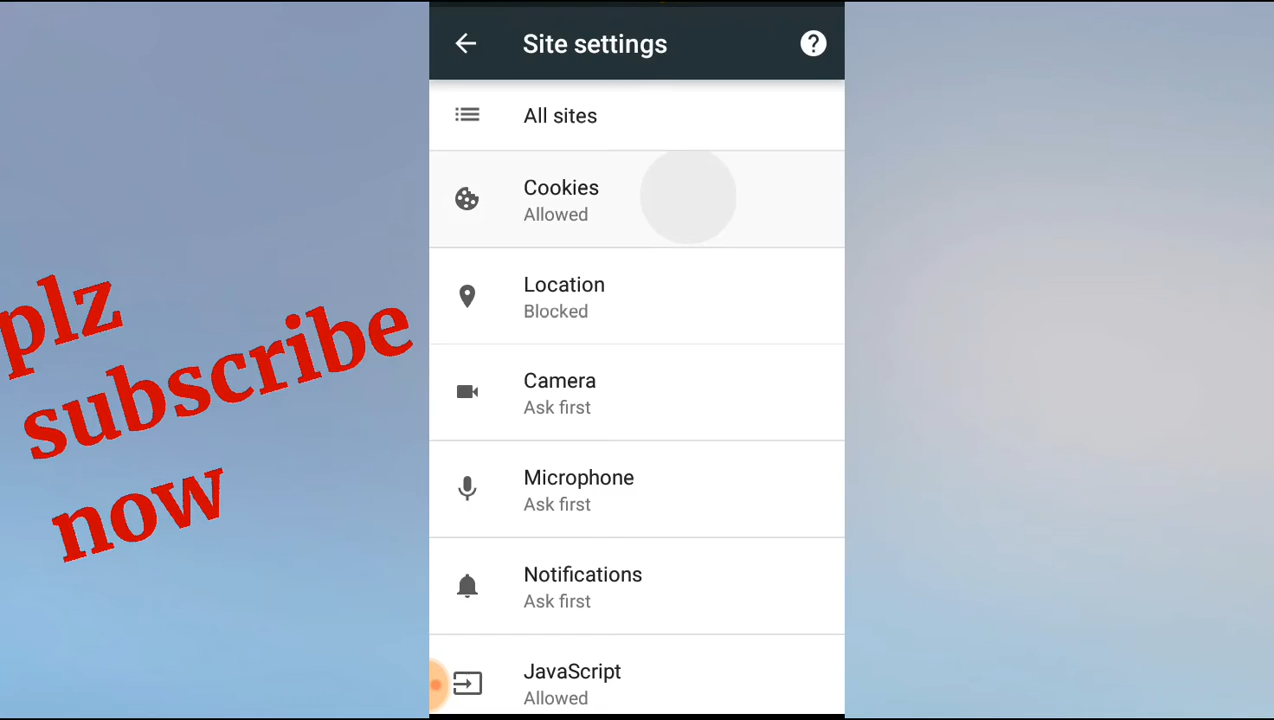 Site settings
?
All sites
Cookies
Allowed
Location
Blocked
Camera
Ask first
Microphone
Ask first
Notifications
Ask first
JavaScript
Allowed
plz
subscribe
now